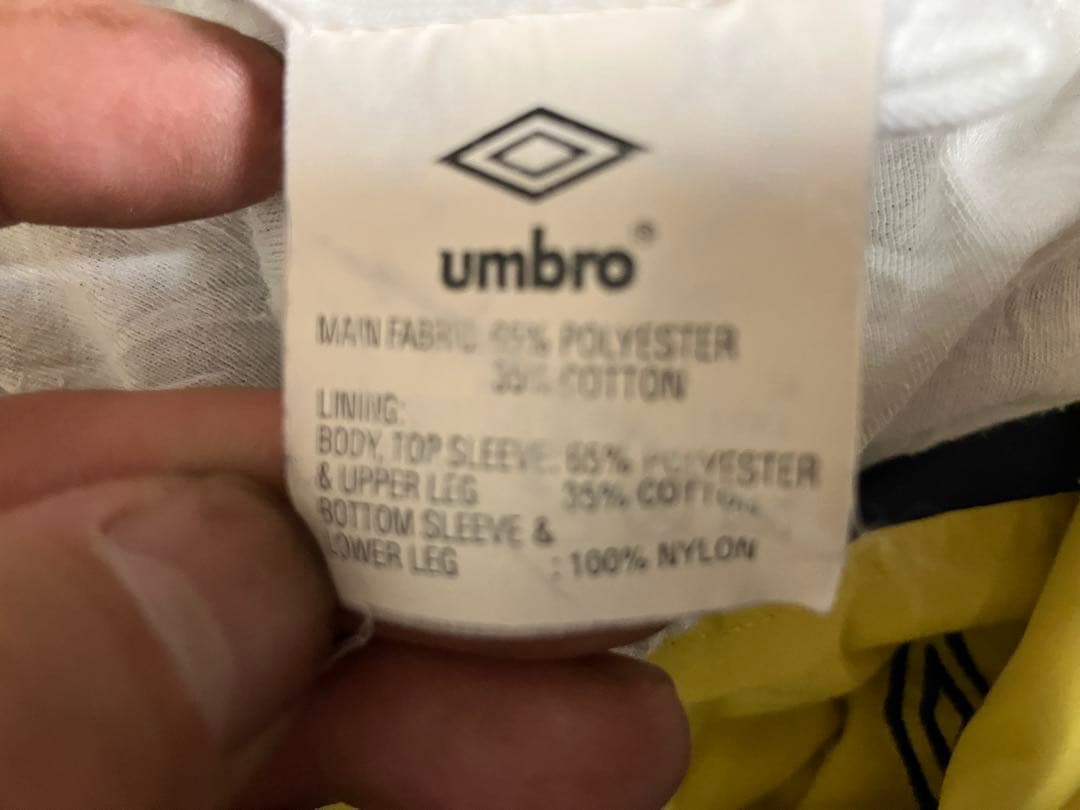 umbro®
MAIN FABRIC 65% POLYESTER
35% COTTON
LINING:
BODY, TOP SLEEVE: 65% POLYESTER
& UPPER LEG 35% COTTON
BOTTOM SLEEVE &
LOWER LEG : 100% NYLON